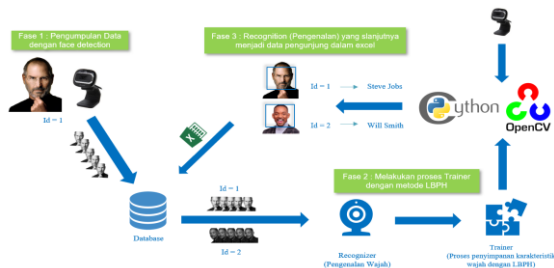 Fase 1 : Pengumpulan Data
dengan face detection
Id = 1
Fase 3 : Recognition (Pengenalan) yang slanjutnya
menjadi data pengunjung dalam excel
Id = 1
Steve Jobs
Id = 2
Will Smith
Cython
OpenCV
Database
Id = 1
Id = 2
Fase 2 : Melakukan proses Trainer
dengan metode LBPH
Recognizer
(Pengenalan Wajah)
Trainer
(Proses penyimpanan karakteristik
wajah dengan LBPH)